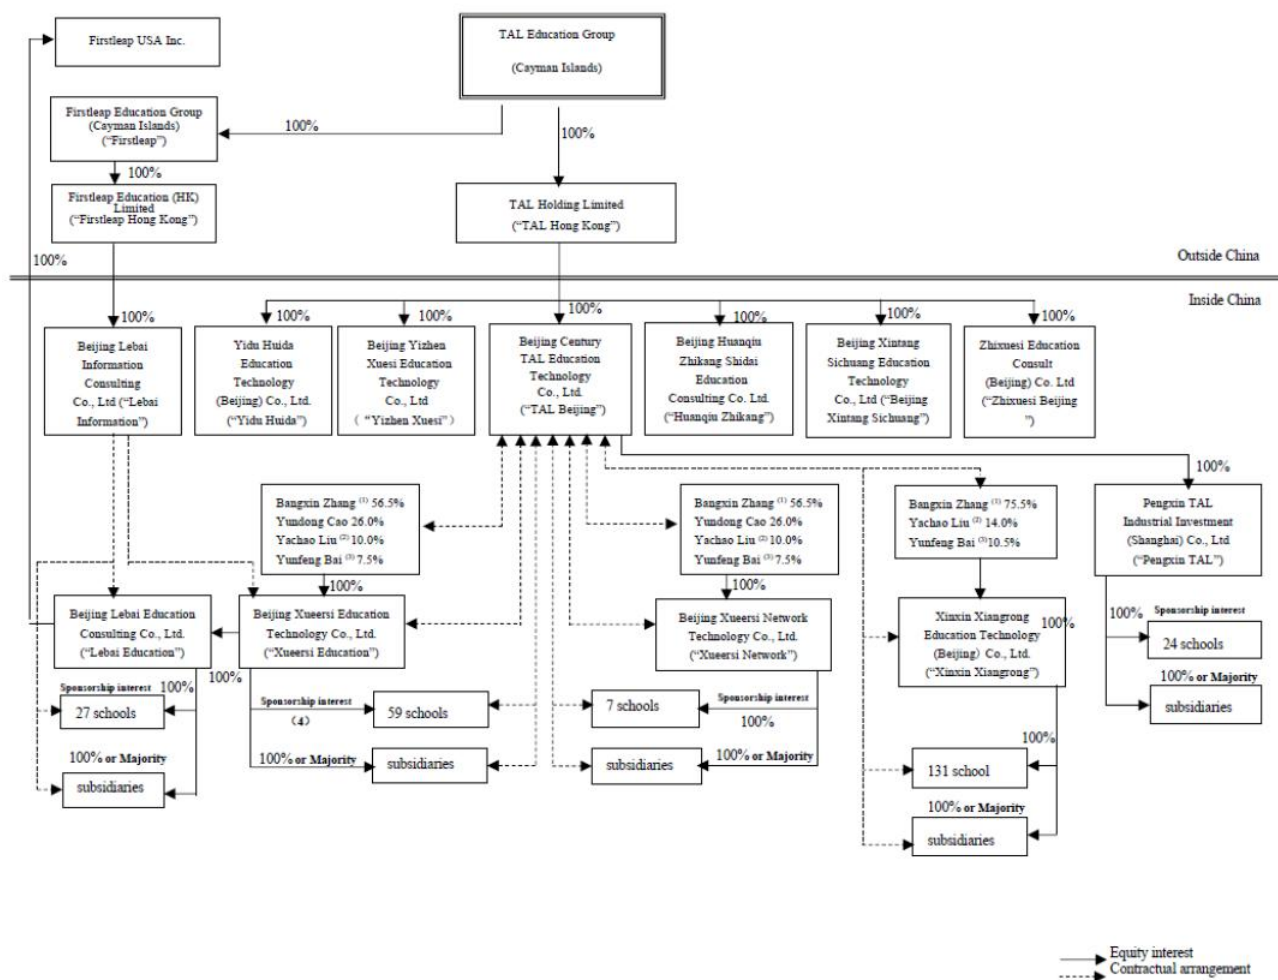 Firstleap USA Inc.
TAL Education Group
(Cayman Islands)
Firstleap Education Group
(Cayman Islands)
("Firstleap")
100%
100%
100%
Firstleap Education (HK)
Limited
("Firstleap Hong Kong")
TAL Holding Limited
("TAL Hong Kong")
100%
Outside China
Inside China
100%
100%
100%
100%
100%
100%
100%
Beijing Lebai
Information
Consulting
Co., Ltd ("Lebai
Information")
Yidu Huida
Education
Technology
(Beijing) Co., Ltd.
("Yidu Huida")
Beijing Yizhen
Xuesi Education
Technology
Co., Ltd
( "Yizhen Xuesi" )
Beijing Century
TAL Education
Technology
Co., Ltd.
("TAL Beijing")
Beijing Huanqiu
Zhikang Shidai
Education
Consulting Co. Ltd.
("Huanqiu Zhikang")
Beijing Xintang
Sichuang Education
Technology
Co., Ltd ("Beijing
Xintang Sichuang")
Zhixuesi Education
Consult
(Beijing) Co. Ltd
("Zhixuesi Beijing
")
100%
Bangxin Zhang (1) 56.5%
Yundong Cao 26.0%
Yachao Liu (2) 10.0%
Yunfeng Bai (3) 7.5%
Bangxin Zhang (1) 56.5%
Yundong Cao 26.0%
Yachao Liu (2) 10.0%
Yunfeng Bai (3) 7.5%
Bangxin Zhang (1) 75.5%
Yachao Liu (2) 14.0%
Yunfeng Bai (3) 10.5%
Pengxin TAL
Industrial Investment
(Shanghai) Co., Ltd
("Pengxin TAL")
100%
100%
Beijing Lebai Education
Consulting Co., Ltd.
("Lebai Education")
Beijing Xueersi Education
Technology Co., Ltd.
("Xueersi Education")
Beijing Xueersi Network
Technology Co., Ltd.
("Xueersi Network")
Xinxin Xiangrong
Education Technology
(Beijing) Co., Ltd.
("Xinxin Xiangrong")
100%
100%
Sponsorship interest
24 schools
100% or Majority
subsidiaries
Sponsorship interest
100%
100%
27 schools
100% or Majority
subsidiaries
Sponsorship interest
(4)
59 schools
100% or Majority
subsidiaries
7 schools
Sponsorship interest
100%
subsidiaries
100% or Majority
100%
131 school
100% or Majority
subsidiaries
Equity interest
Contractual arrangement